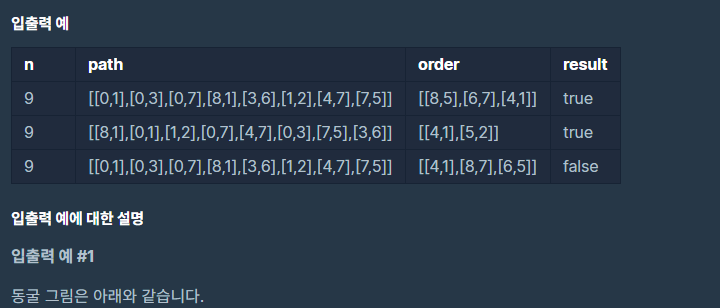 입출력 예
n path order result
9 [[0,1],[0,3],[0,7],[8,1],[3,6],[1,2],[4,7],[7,5]] [[8,5],[6,7],[4,1]] true
9 [[8,1],[0,1],[1,2],[0,7],[4,7],[0,3],[7,5],[3,6]] [[4,1],[5,2]] true
9 [[0,1],[0,3],[0,7],[8,1],[3,6],[1,2],[4,7],[7,5]] [[4,1],[8,7],[6,5]] false
입출력 예에 대한 설명
입출력 예 #1
동굴 그림은 아래와 같습니다.